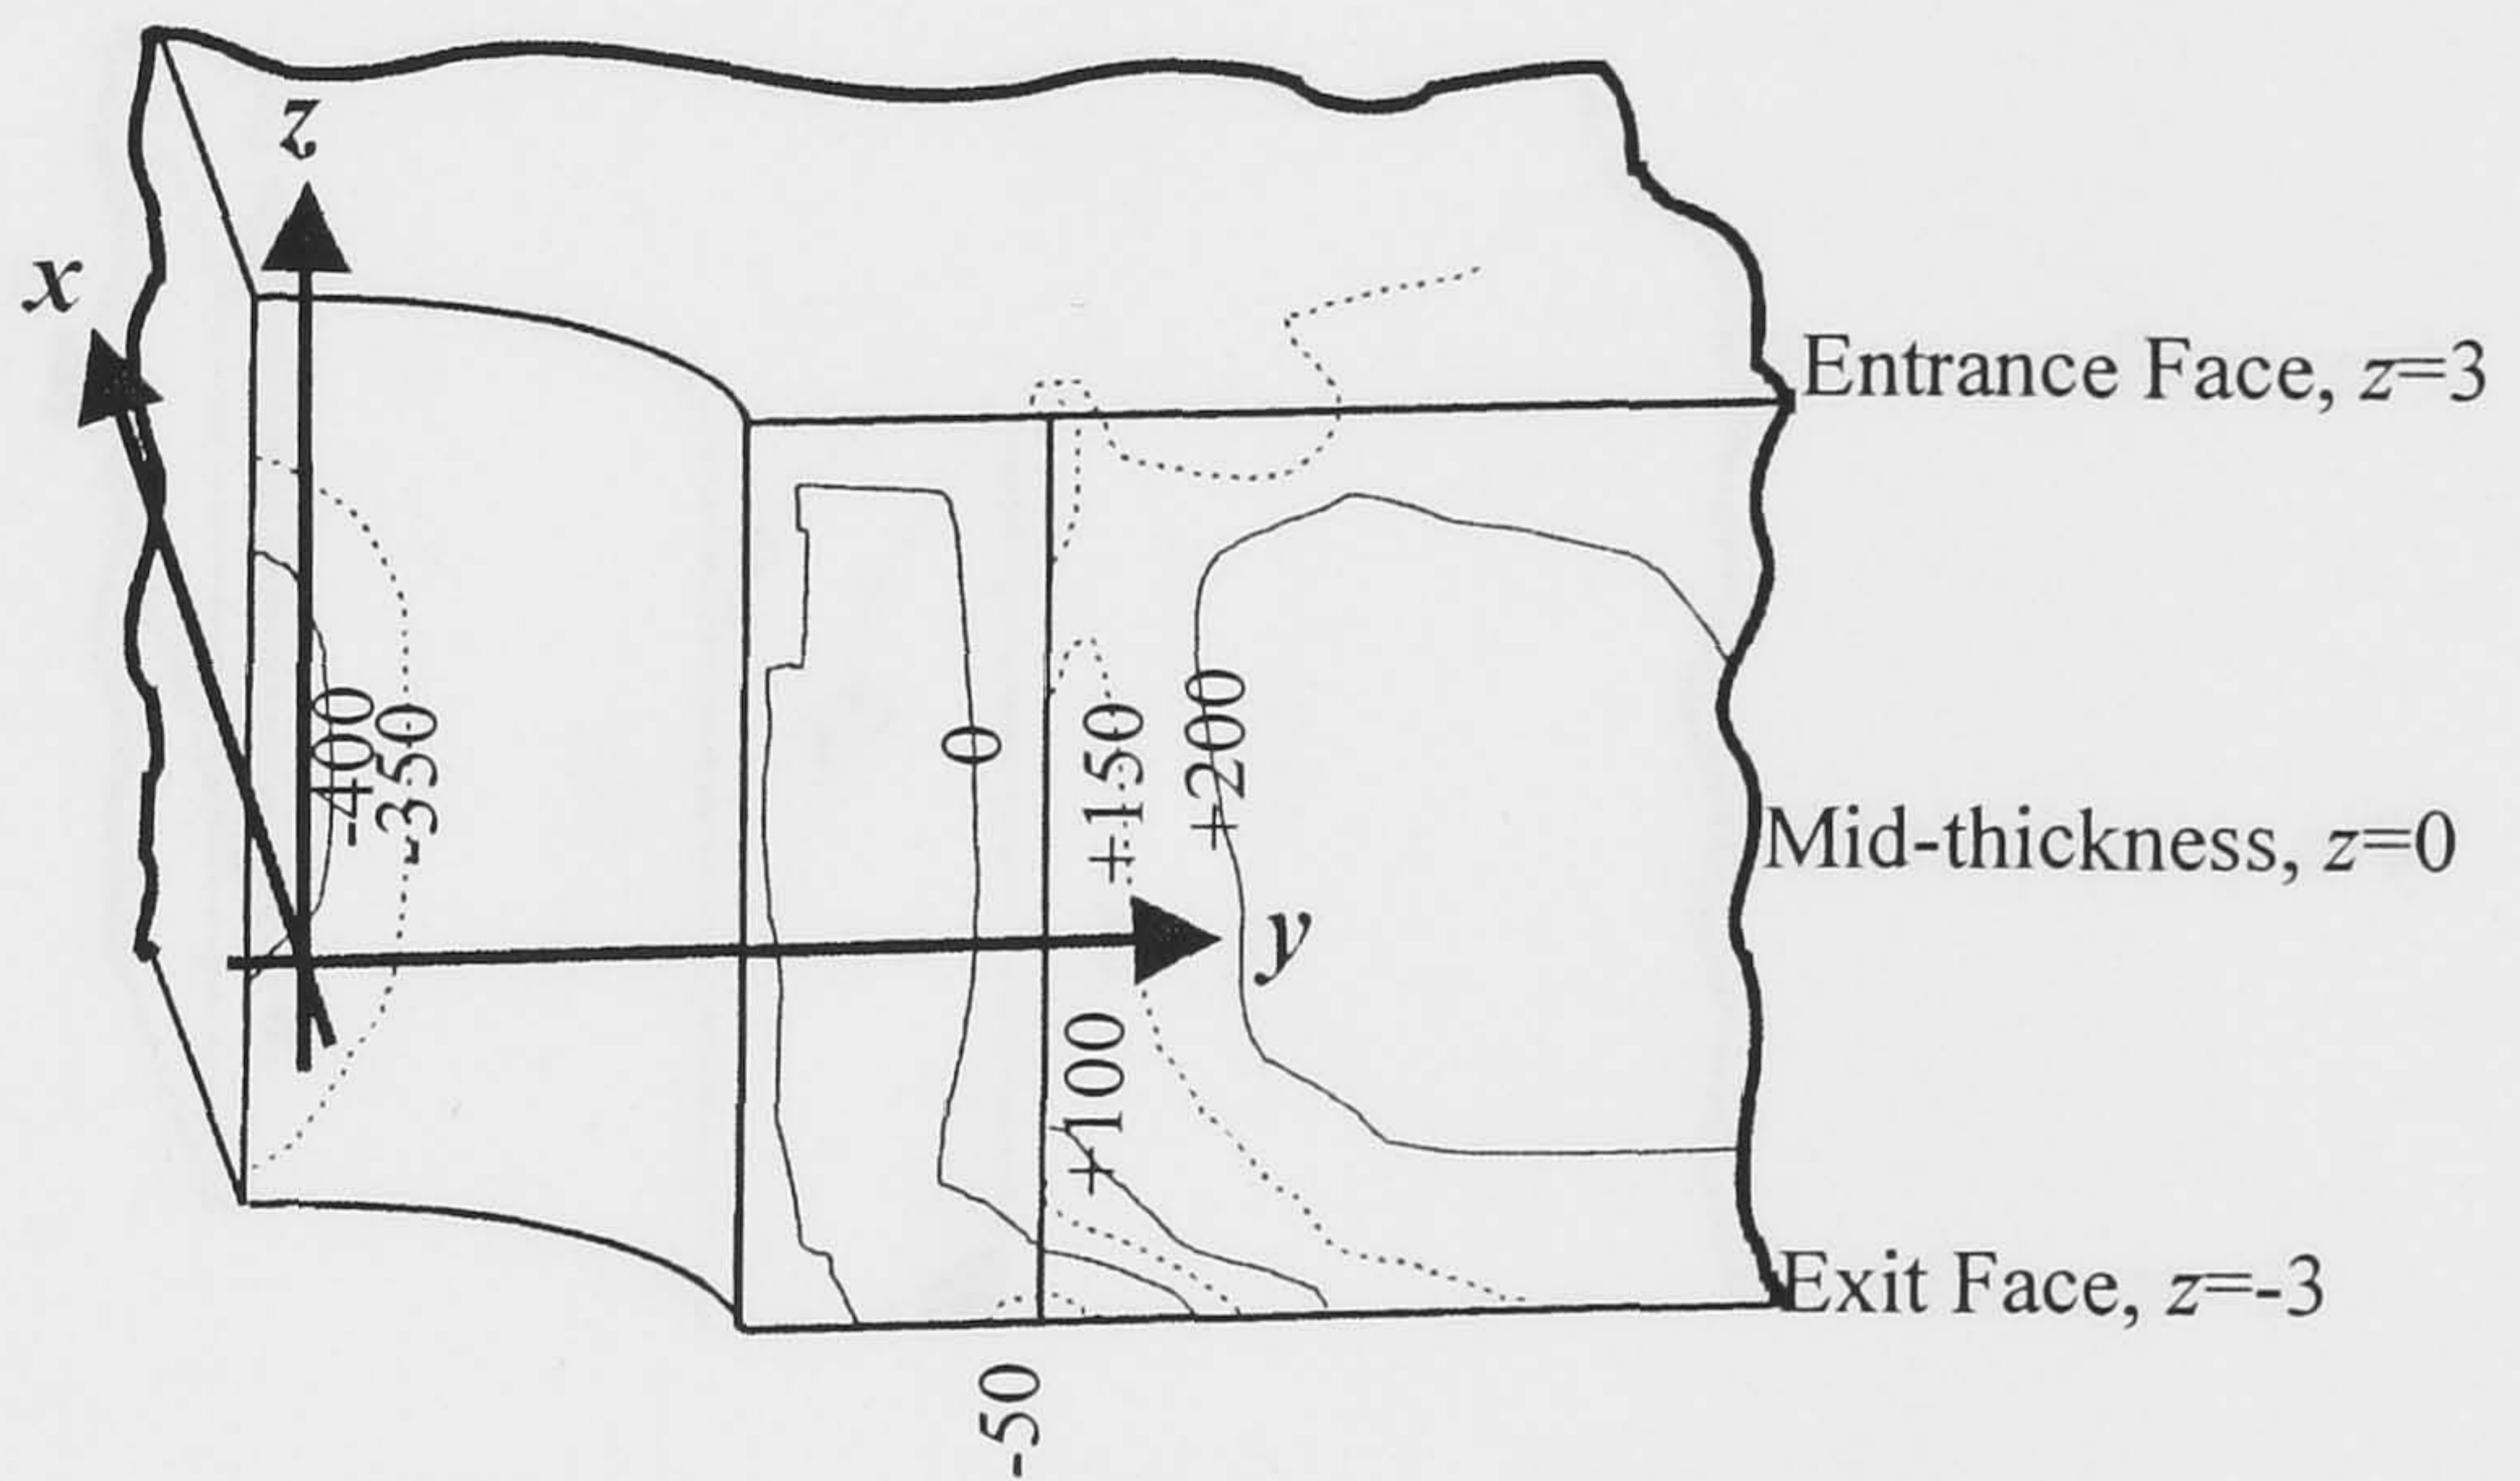 z
x
Entrance Face, z=3
-400
-350
0
+150
+200
Mid-thickness, z=0
y
+100
Exit Face, z=-3
-50